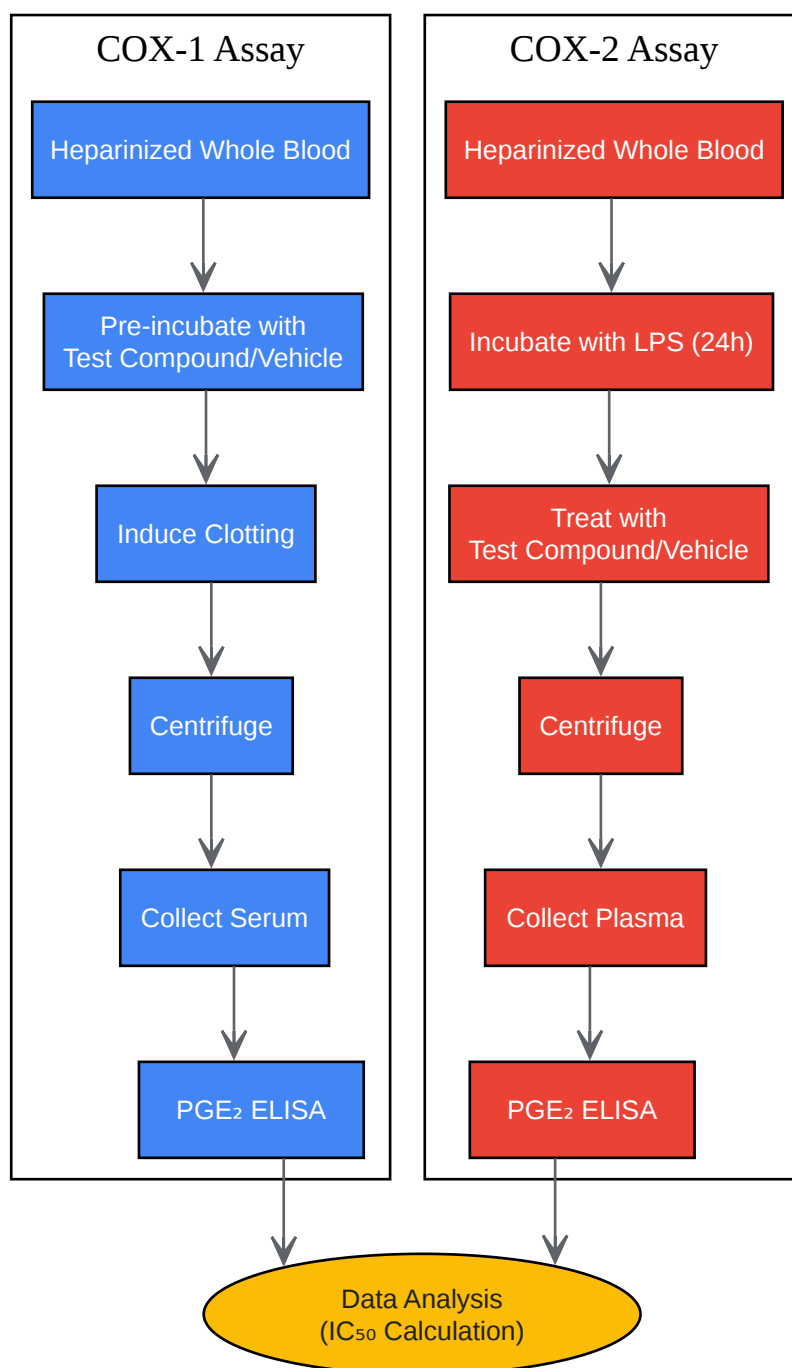 COX-1 Assay
Heparinized Whole Blood
Pre-incubate with
Test Compound/Vehicle
Induce Clotting
Centrifuge
Collect Serum
PGE₂ ELISA
COX-2 Assay
Heparinized Whole Blood
Incubate with LPS (24h)
Treat with
Test Compound/Vehicle
Centrifuge
Collect Plasma
PGE₂ ELISA
Data Analysis
(IC₅₀ Calculation)